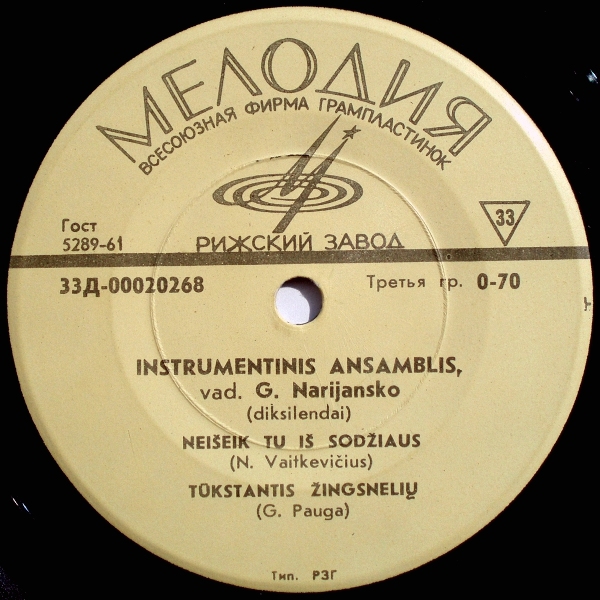 МЕЛОДИЯ
ВСЕСОЮЗНАЯ ФИРМА ГРАМПЛАСТИНОК
Гост
5289-61
33
РИЖСКИЙ ЗАВОД
33Д-00020268
Третья гр. 0-70
INSTRUMENTINIS ANSAMBLIS,
vad. G. Narijansko
(diksilendai)
NEIŠEIK TU IŠ SODŽIAUS
(N. Vaitkevičius)
TŪKSTANTIS ŽINGSNELIŲ
(G. Pauga)
Тип. РЗГ